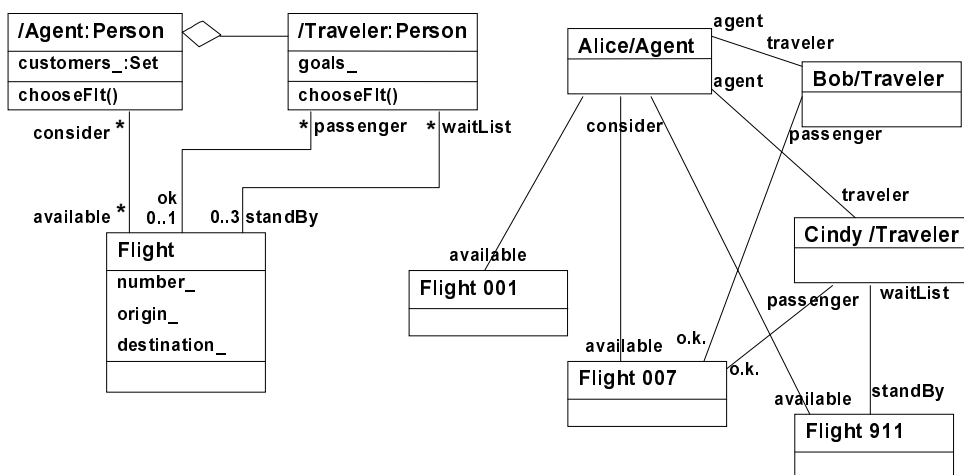 /Agent:Person
customers_:Set
chooseFlt()
/Traveler:Person
goals_
chooseFlt()
consider *
* passenger
* waitList
available *
ok
0..1
0..3 standBy
Flight
number_
origin_
destination_
Alice/Agent
agent
traveler
agent
Bob/Traveler
consider
passenger
traveler
Cindy /Traveler
available
Flight 001
passenger
waitList
available
o.k.
o.k.
Flight 007
available
standBy
Flight 911